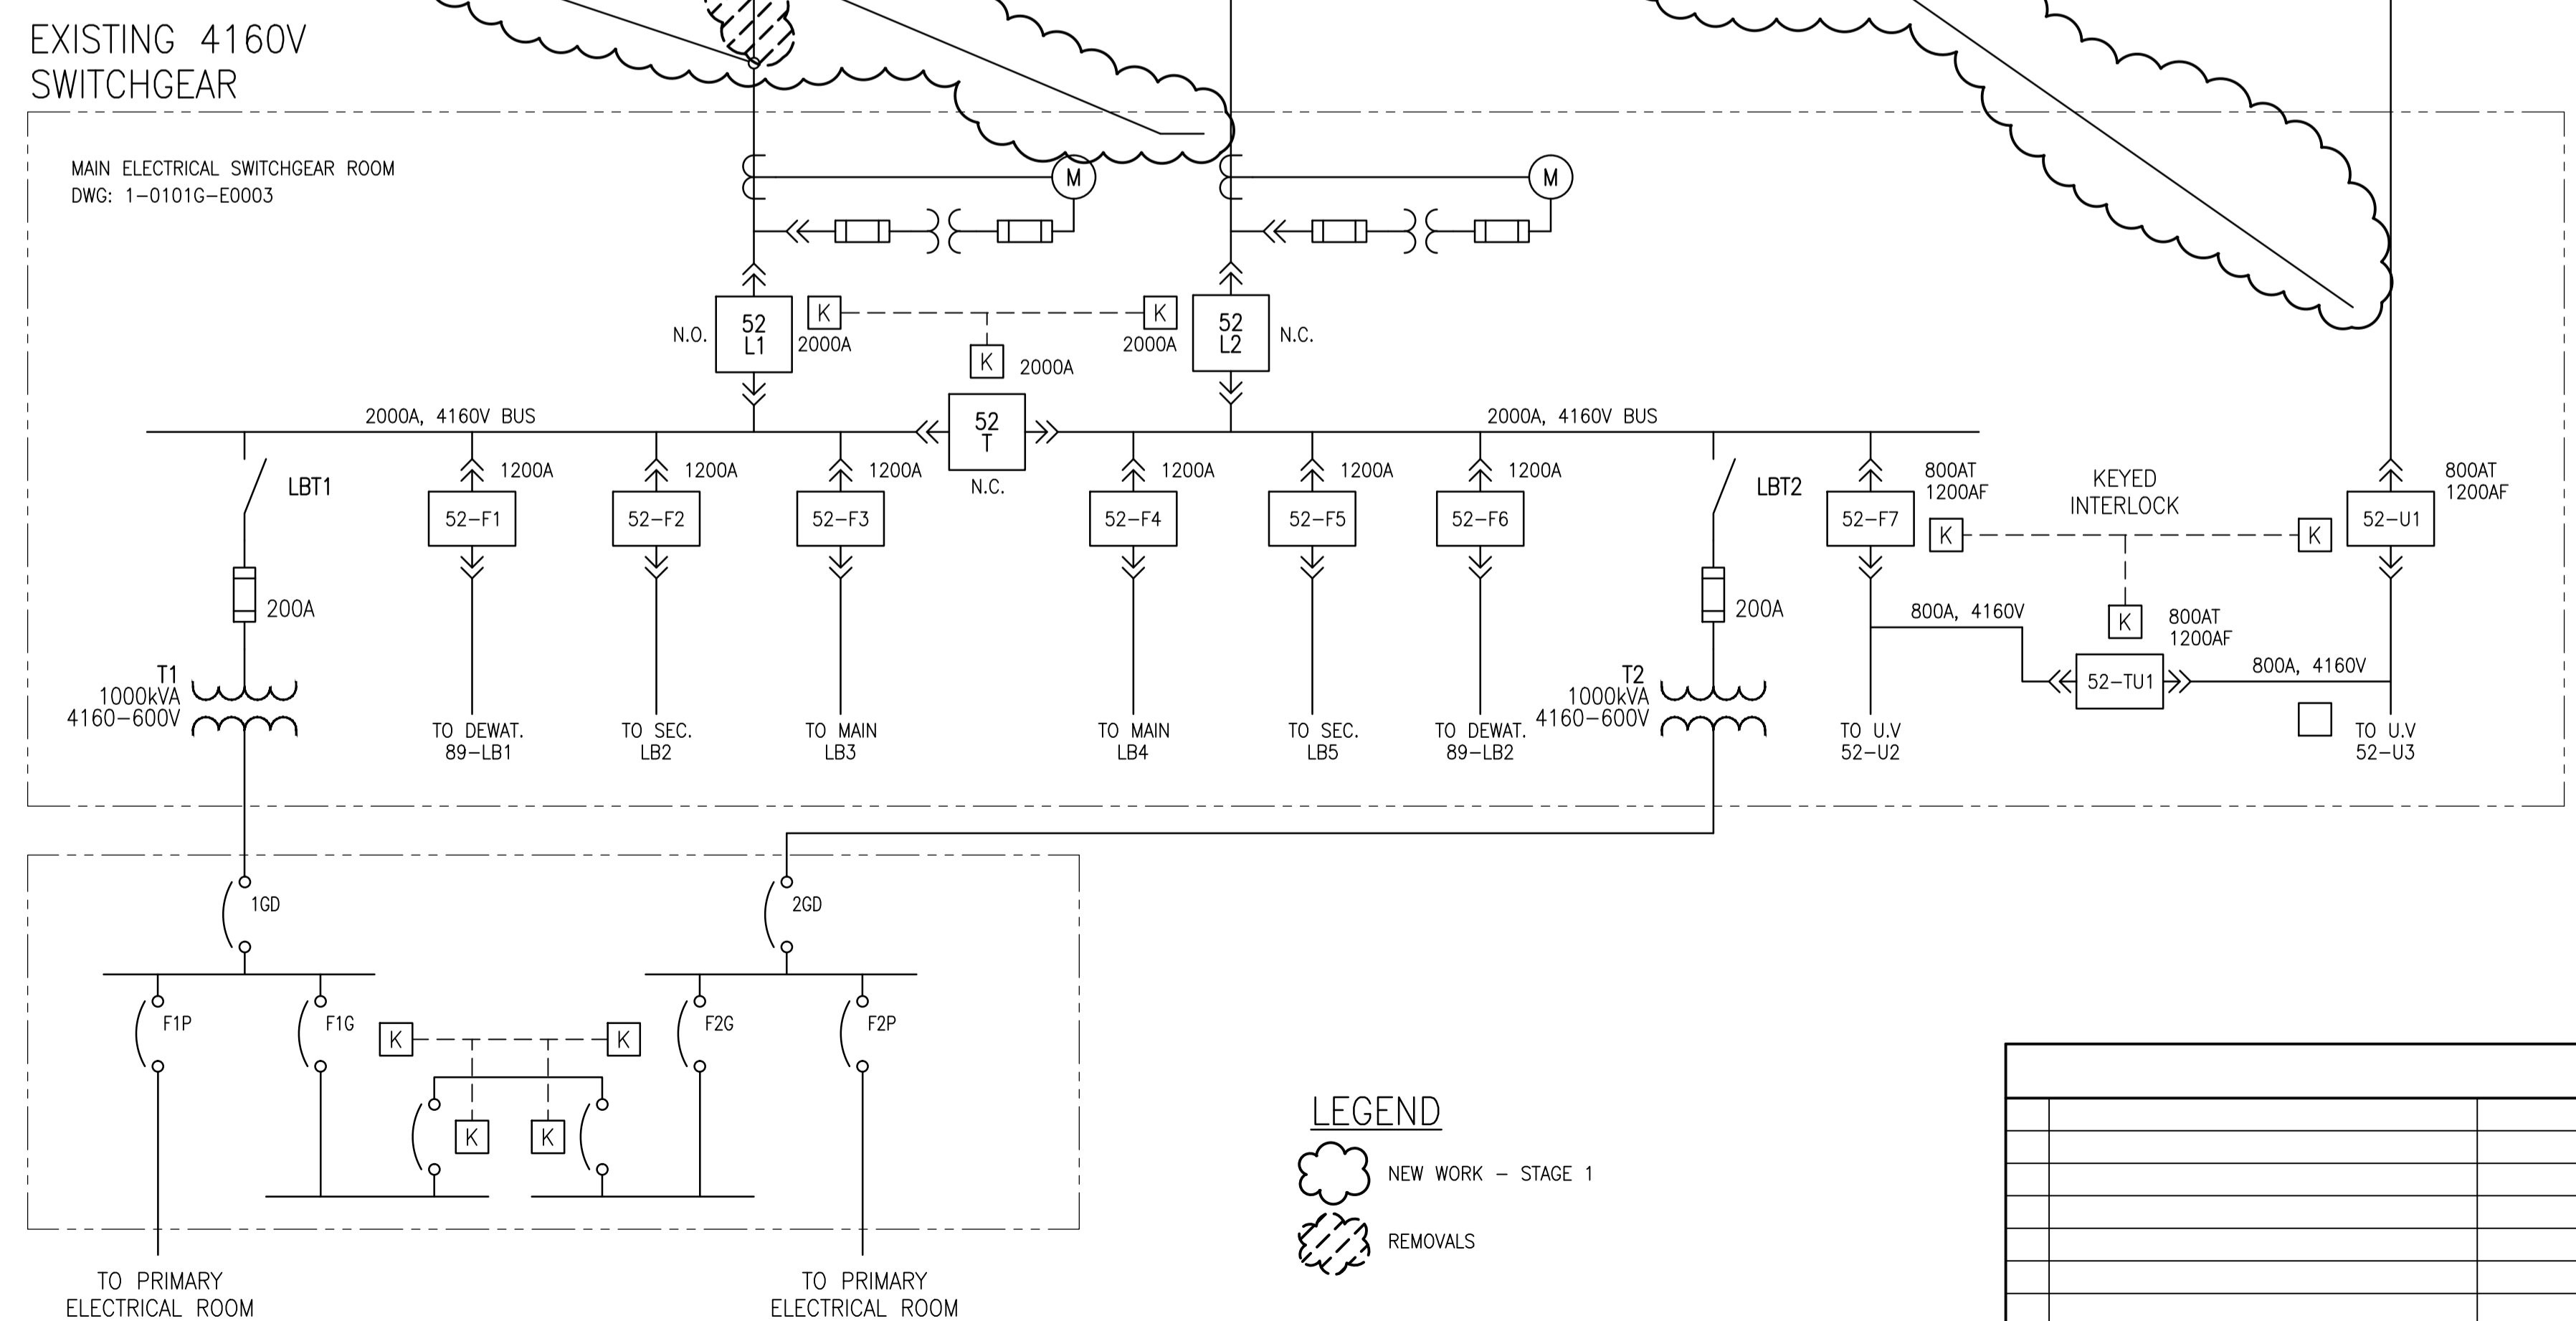 EXISTING 4160V
SWITCHGEAR
MAIN ELECTRICAL SWITCHGEAR ROOM
DWG: 1-0101G-E0003
M
M
N.O.
52
L1
K
2000A
K
2000A
52
L2
N.C.
K
2000A
2000A, 4160V BUS
52
T
N.C.
2000A, 4160V BUS
LBT1
200A
T1
1000kVA
4160-600V
1200A
52-F1
TO DEWAT.
89-LB1
1200A
52-F2
TO SEC.
LB2
1200A
52-F3
TO MAIN
LB3
1200A
52-F4
TO MAIN
LB4
1200A
52-F5
TO SEC.
LB5
1200A
52-F6
TO DEWAT.
89-LB2
LBT2
200A
T2
1000kVA
4160-600V
800AT
1200AF
52-F7
K
KEYED
INTERLOCK
K
800AT
1200AF
52-U1
800A, 4160V
K
800AT
1200AF
52-TU1
800A, 4160V
TO U.V
52-U2
TO U.V
52-U3
1GD
2GD
F1P
F1G
K
K
F2G
F2P
K
K
TO PRIMARY
ELECTRICAL ROOM
TO PRIMARY
ELECTRICAL ROOM
LEGEND
NEW WORK - STAGE 1
REMOVALS